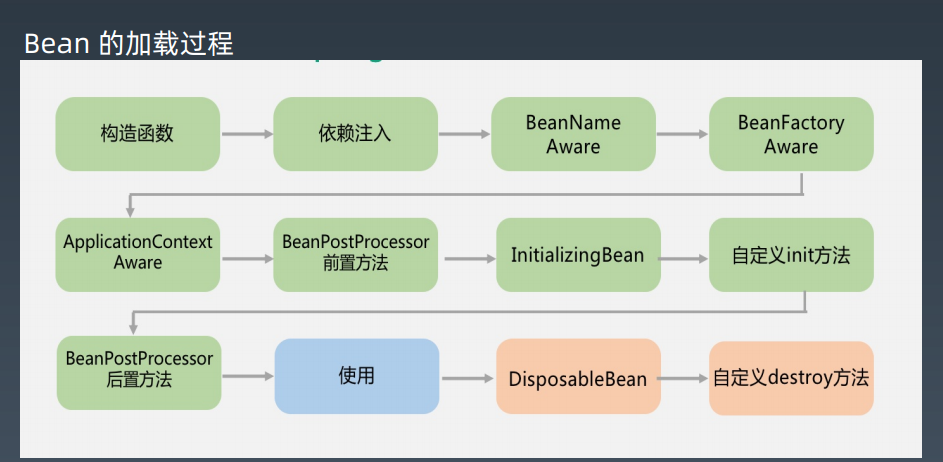 Bean 的加载过程
构造函数
依赖注入
BeanName
Aware
BeanFactory
Aware
ApplicationContext
Aware
BeanPostProcessor
前置方法
InitializingBean
自定义init方法
BeanPostProcessor
后置方法
使用
DisposableBean
自定义destroy方法